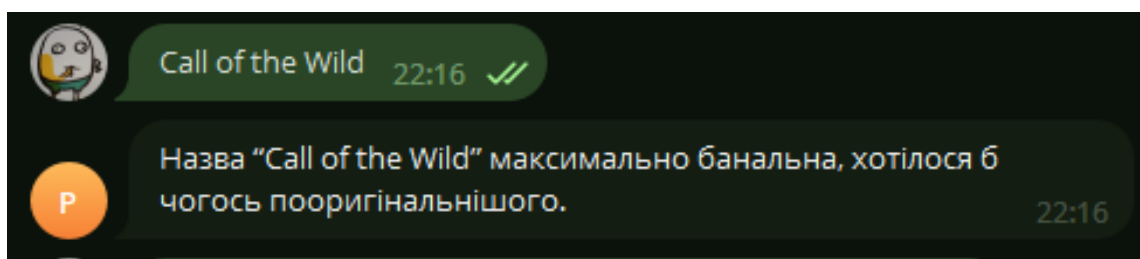 Call of the Wild 22:16
Назва “Call of the Wild” максимально банальна, хотілося б
чогось пооригінальнішого.
22:16
P